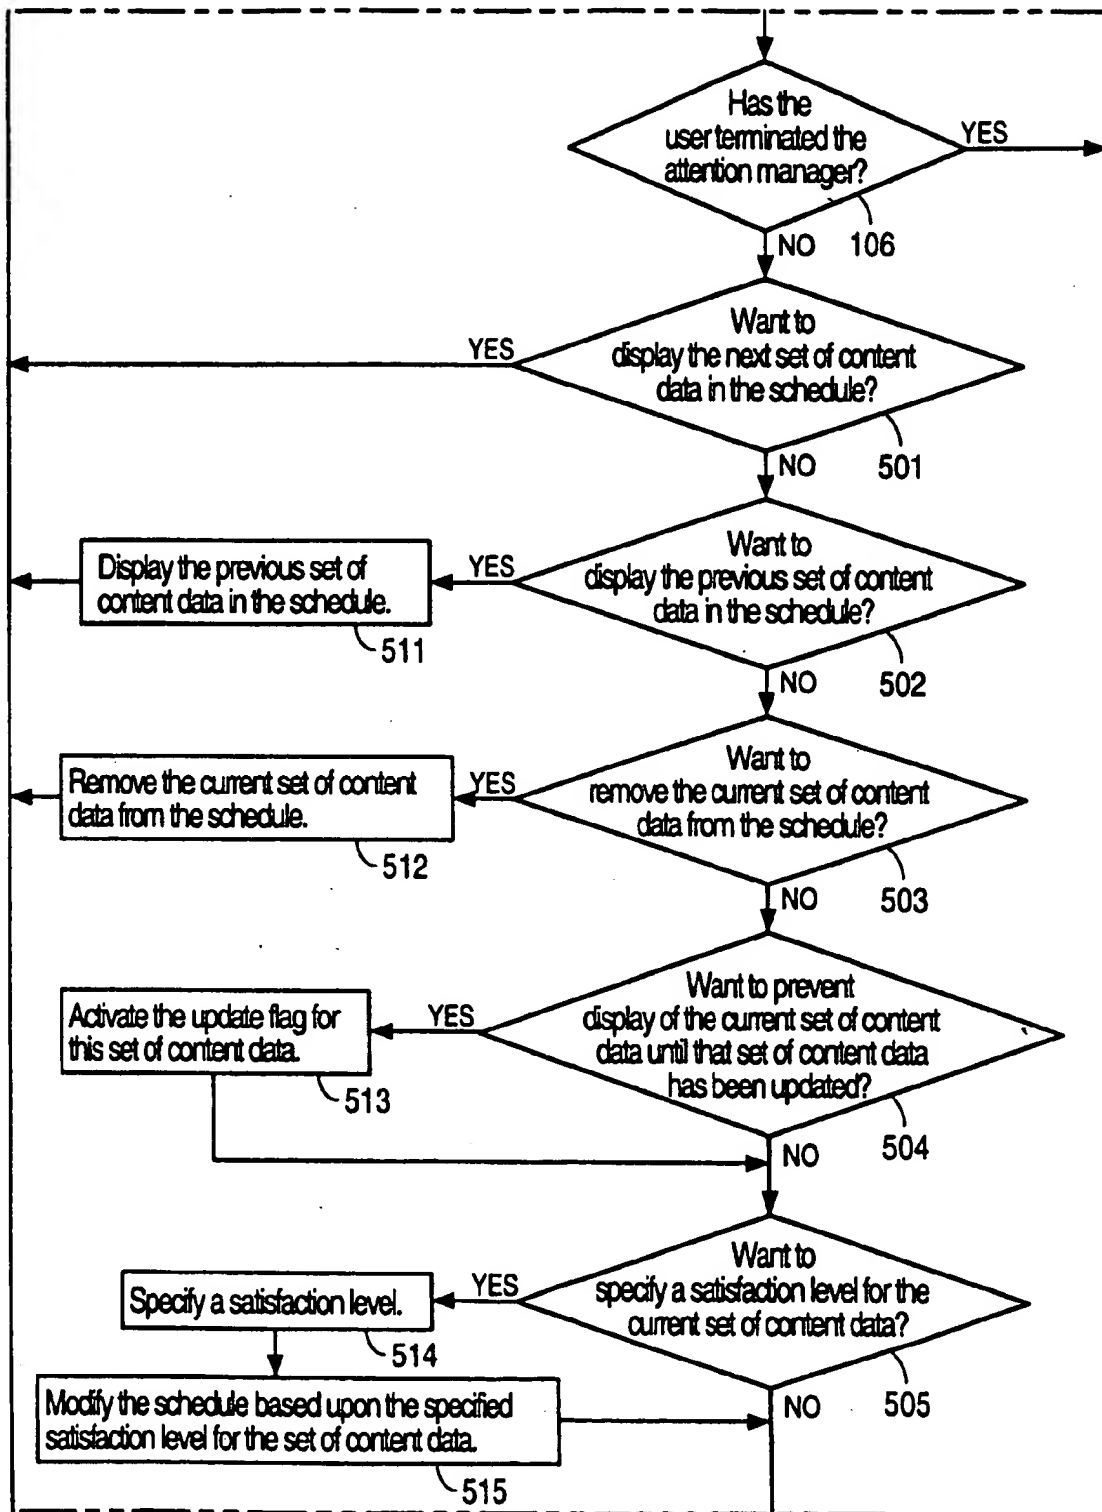 Has the
user terminated the
attention manager?
YES
106
NO
Want to
display the next set of content
data in the schedule?
YES
501
NO
Want to
display the previous set of content
data in the schedule?
YES
Display the previous set of
content data in the schedule.
511
502
NO
Want to
remove the current set of content
data from the schedule?
YES
Remove the current set of content
data from the schedule.
512
503
NO
Want to prevent
display of the current set of content
data until that set of content data
has been updated?
YES
Activate the update flag for
this set of content data.
513
504
NO
Want to
specify a satisfaction level for the
current set of content data?
YES
Specify a satisfaction level.
514
505
NO
Modify the schedule based upon the specified
satisfaction level for the set of content data.
515